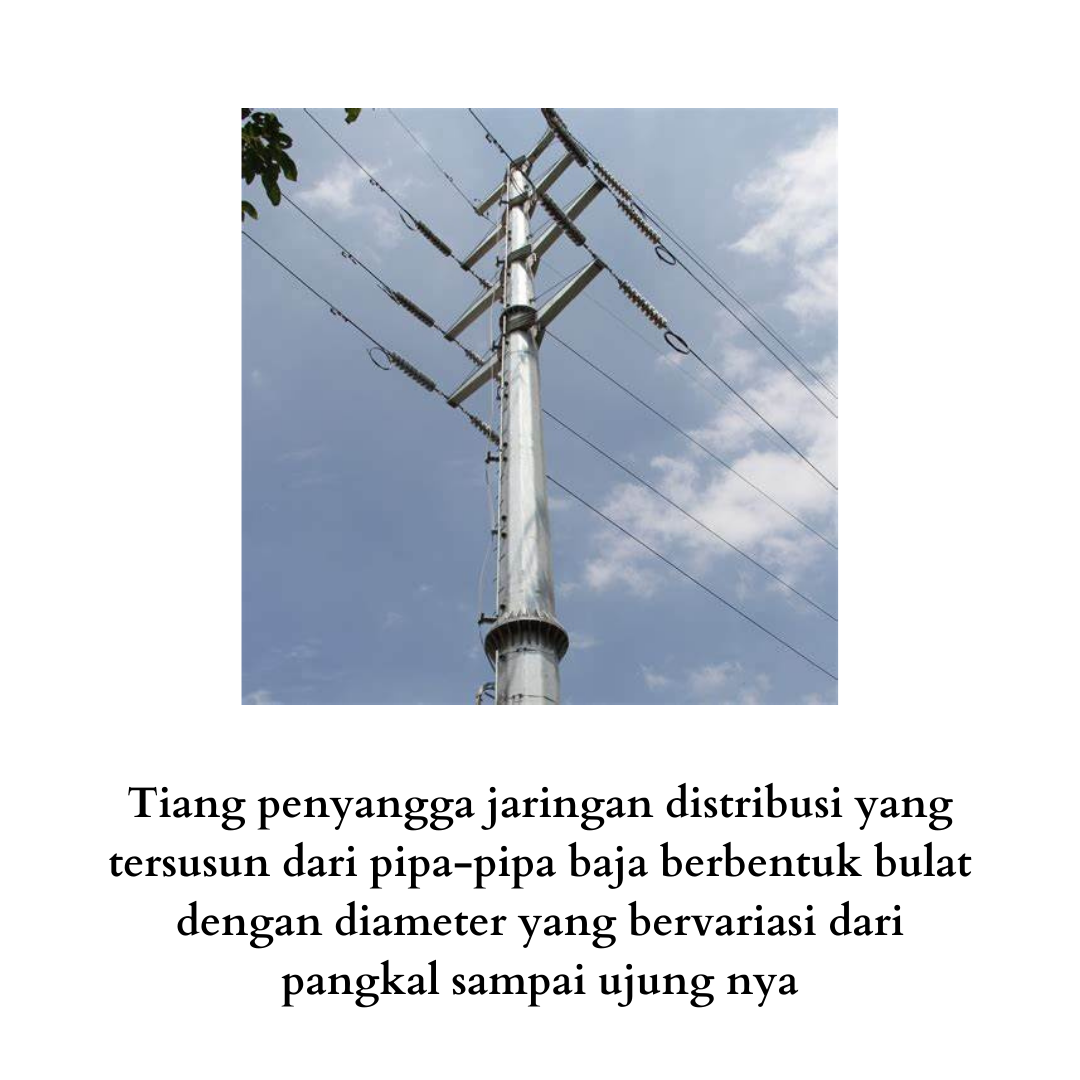 Tiang penyangga jaringan distribusi yang
tersusun dari pipa-pipa baja berbentuk bulat
dengan diameter yang bervariasi dari
pangkal sampai ujung nya